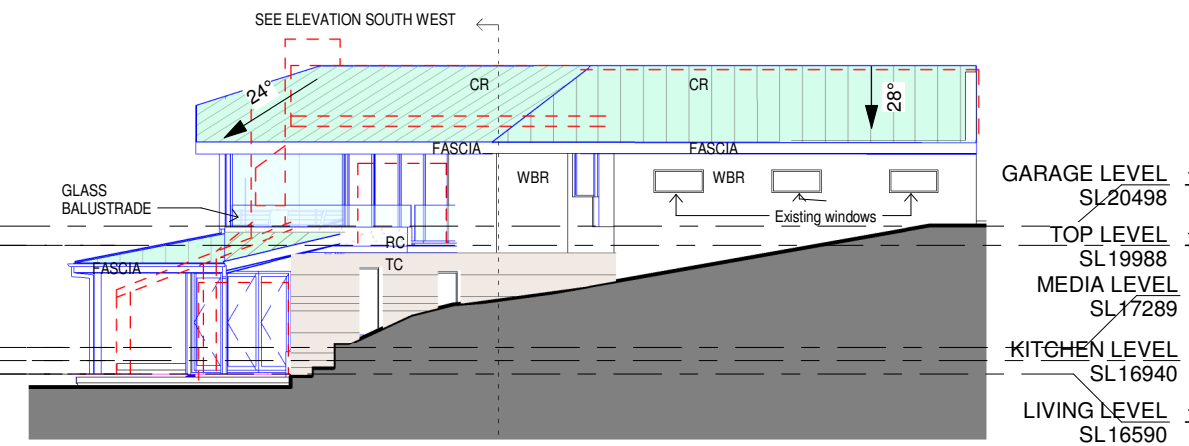 SEE ELEVATION SOUTH WEST
24°
CR
CR
28°
FASCIA
FASCIA
GLASS
BALUSTRADE
WBR
WBR
Existing windows
GARAGE LEVEL
SL20498
RC
TOP LEVEL
SL19988
TC
FASCIA
MEDIA LEVEL
SL17289
KITCHEN LEVEL
SL16940
LIVING LEVEL
SL16590